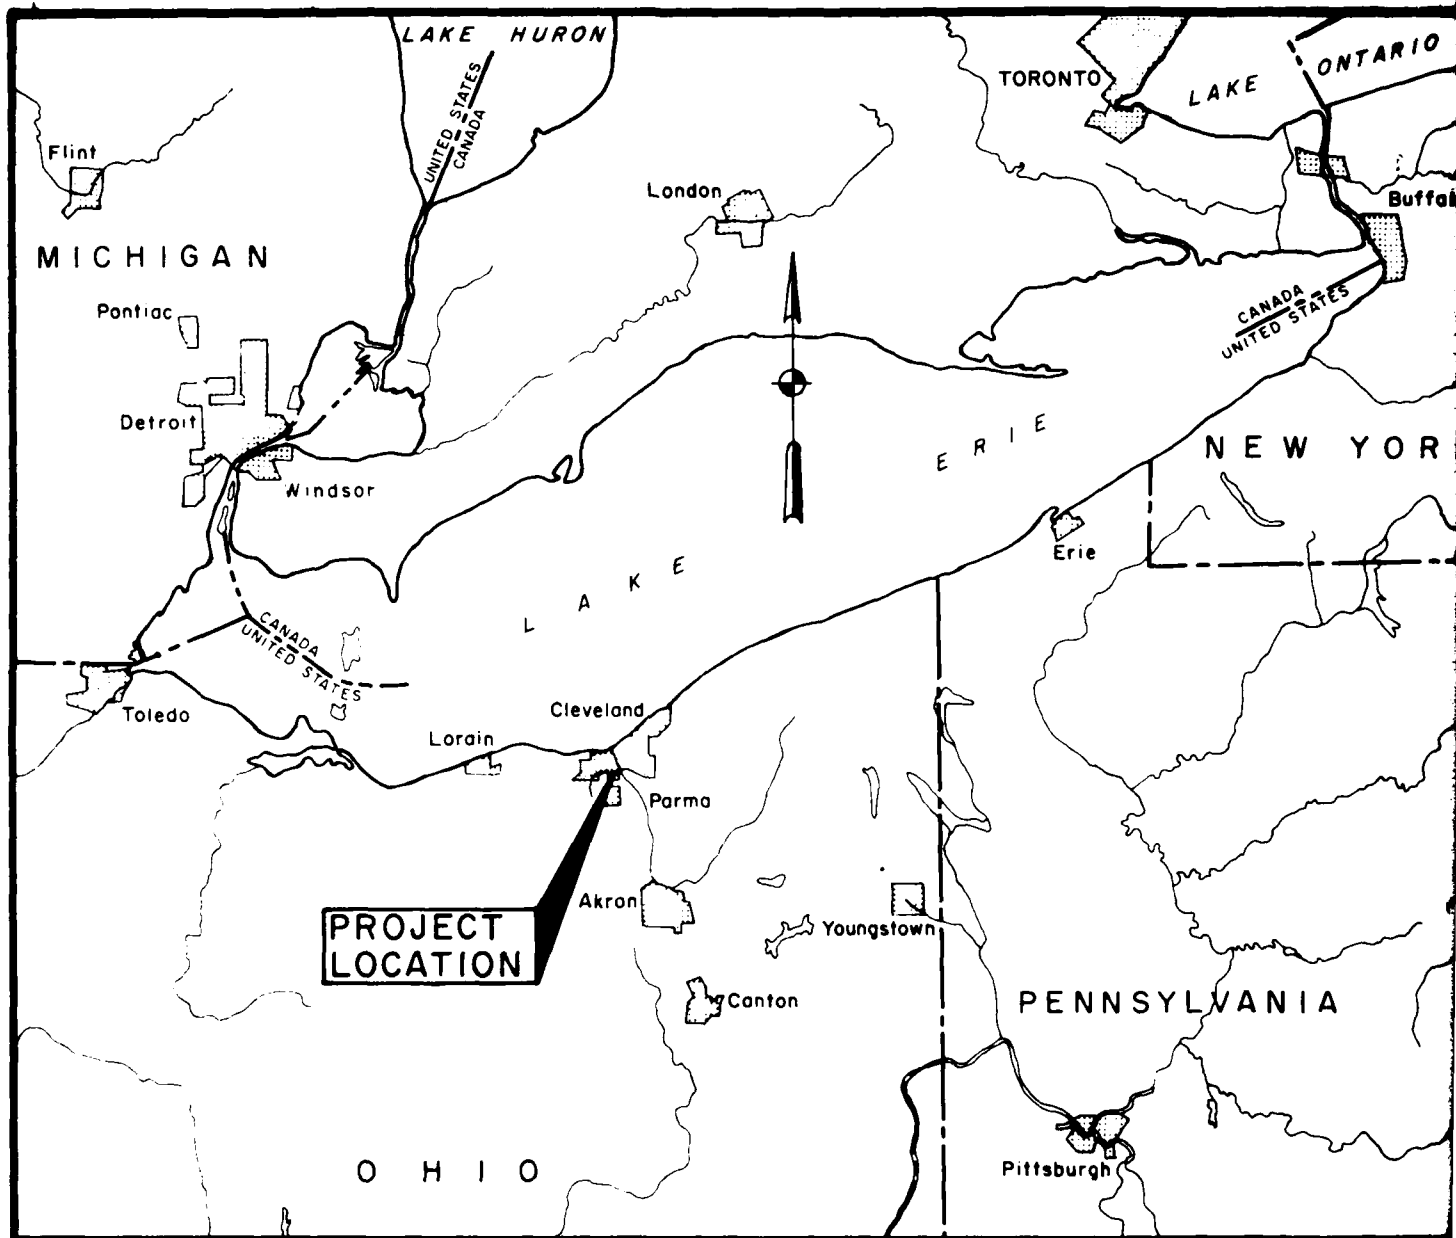 LAKE HURON
TORONTO
LAKE ONTARIO
UNITED STATES
CANADA
Flint
London
Buffal
MICHIGAN
Pontiac
CANADA
UNITED STATES
Detroit
ERIE
NEW YOR
Windsor
Erie
LAKE
CANADA
UNITED STATES
Toledo
Cleveland
Lorain
Parma
Akron
PROJECT
LOCATION
Youngstown
Canton
PENNSYLVANIA
OHIO
Pittsburgh